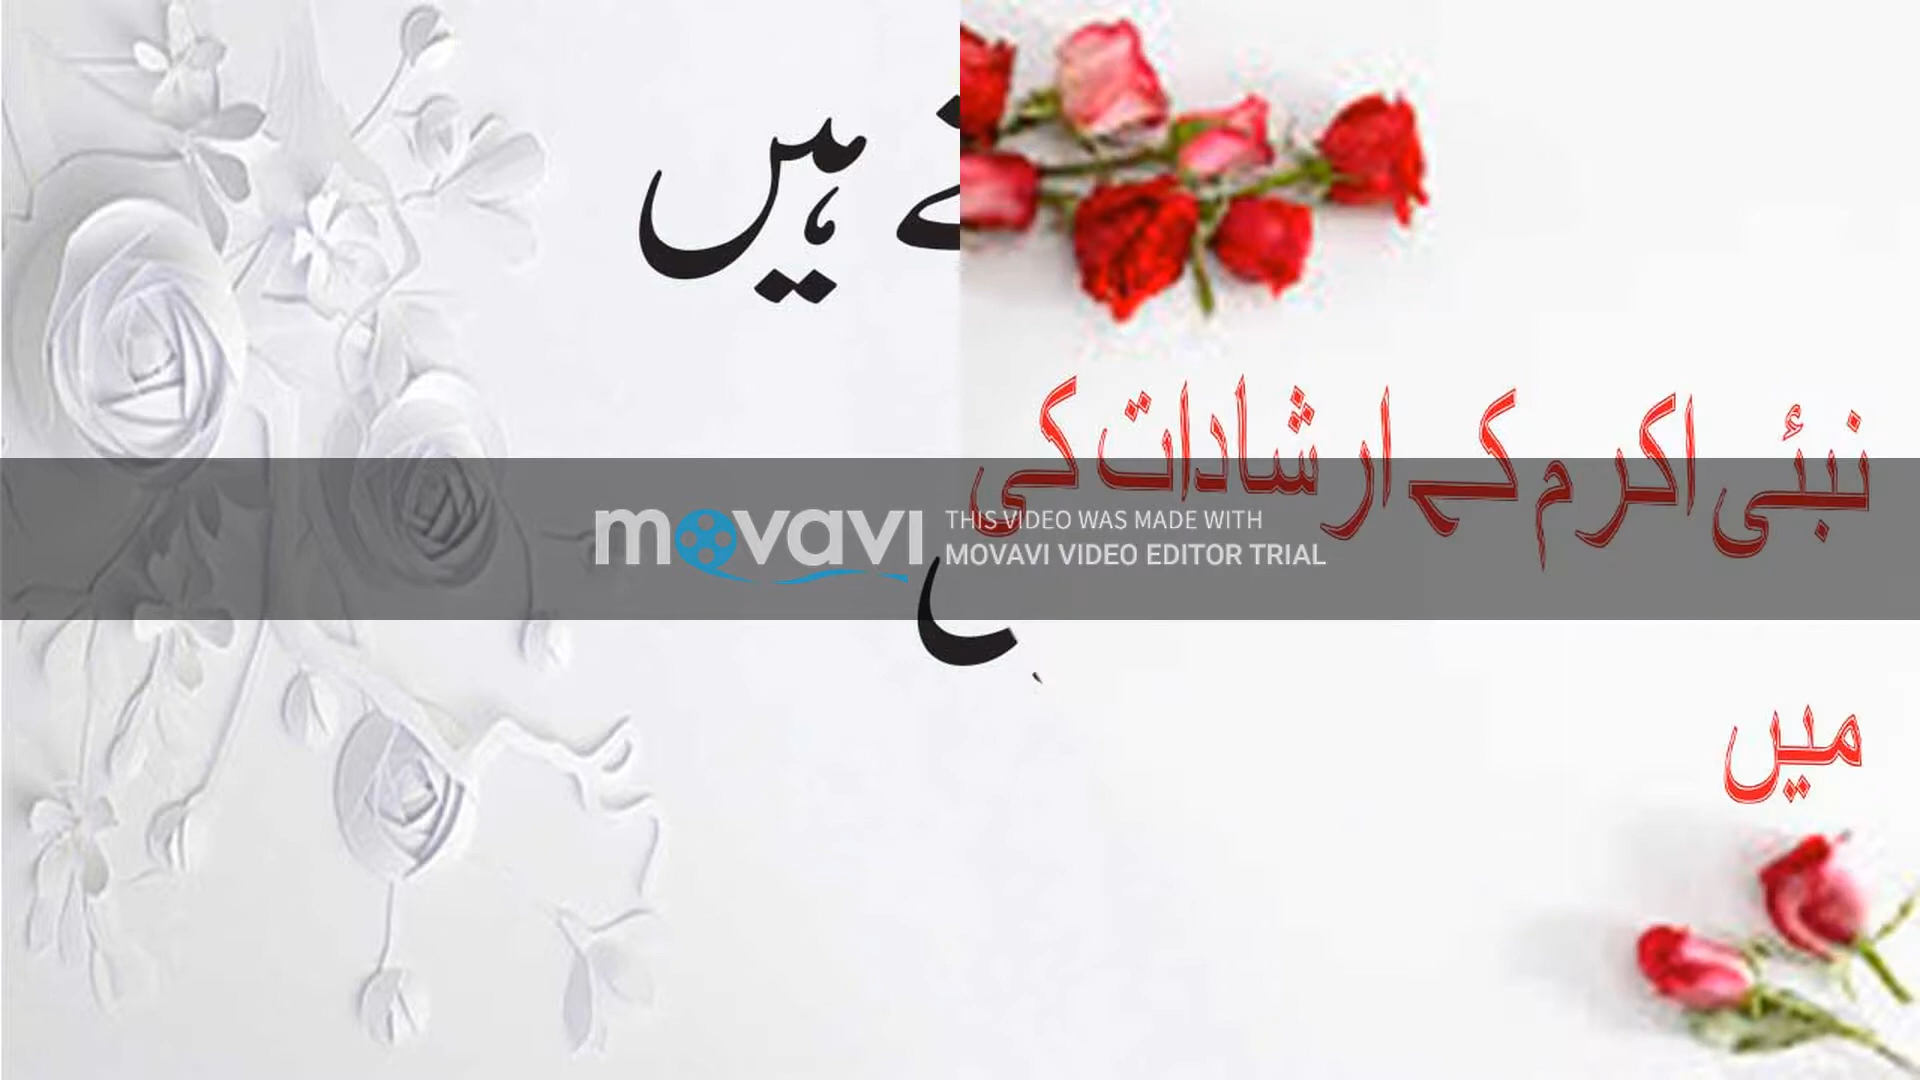 ہیں
نبئی اکرم کے ارشادات کی
movavi
THIS VIDEO WAS MADE WITH
MOVAVI VIDEO EDITOR TRIAL
میں